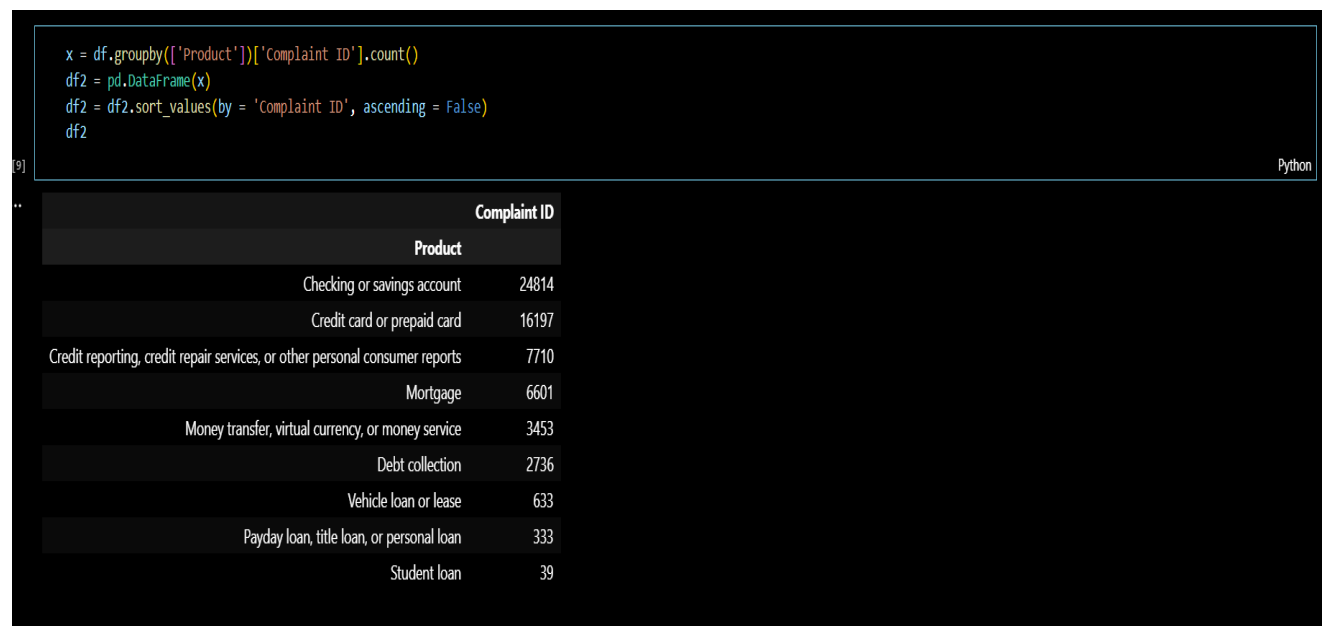 x = df.groupby(['Product'])['Complaint ID'].count()
df2 = pd.DataFrame(x)
df2 = df2.sort_values(by = 'Complaint ID', ascending = False)
df2
[9]
Python
..
Complaint ID
Product
Checking or savings account 24814
Credit card or prepaid card 16197
Credit reporting, credit repair services, or other personal consumer reports 7710
Mortgage 6601
Money transfer, virtual currency, or money service 3453
Debt collection 2736
Vehicle loan or lease 633
Payday loan, title loan, or personal loan 333
Student loan 39